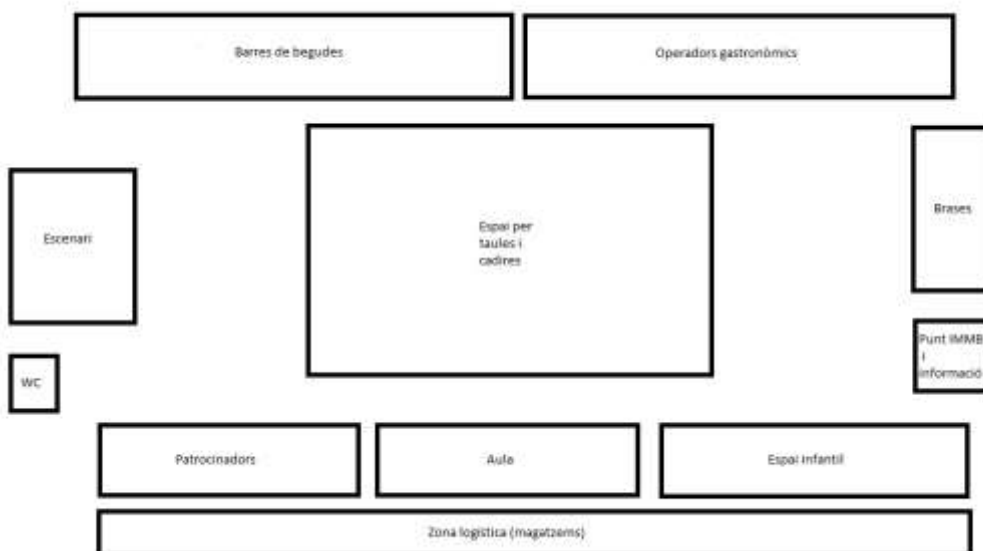 Barres de begudes
Operadors gastronòmics
Escenari
Espai per
taules i
cadires
Brases
Punt IMMB
i
informació
WC
Patrocinadors
Aula
Espai infantil
Zona logística (magatzems)